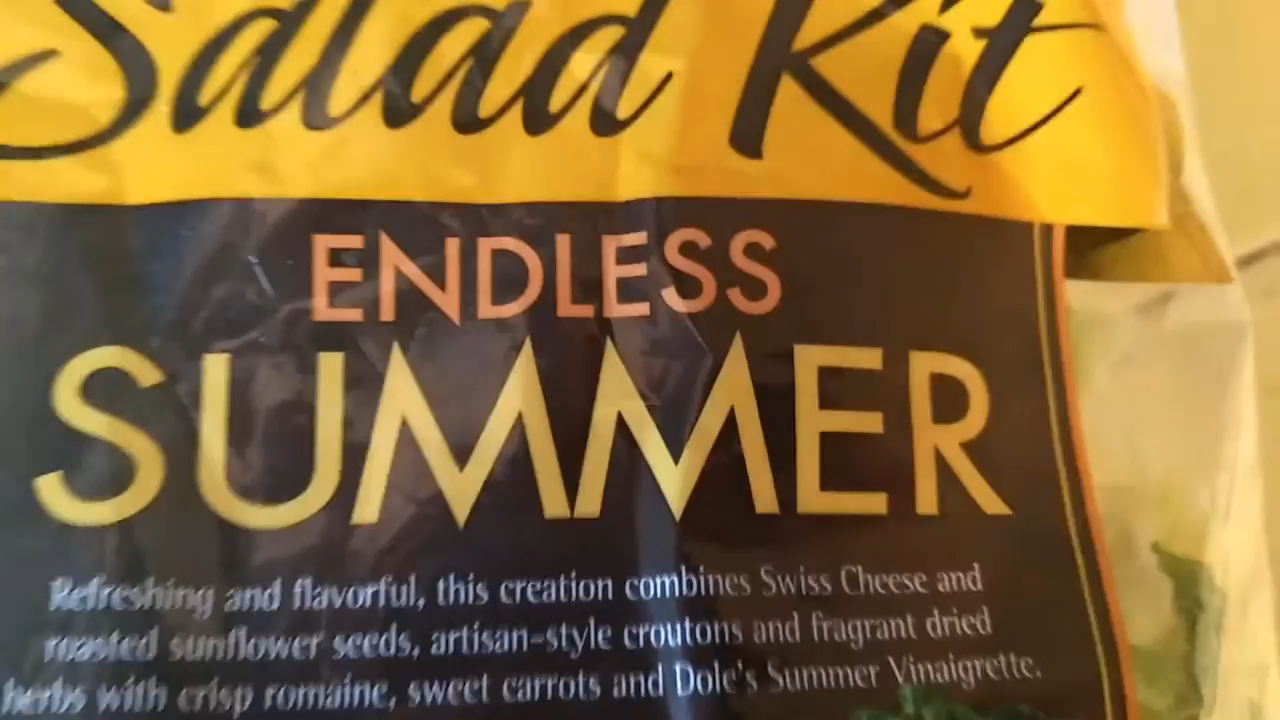 Salad Kit
ENDLESS
SUMMER
Refreshing and flavorful, this creation combines Swiss Cheese and
roasted sunflower seeds, artisan-style croutons and fragrant dried
herbs with crisp romaine, sweet carrots and Dole's Summer Vinaigrette.